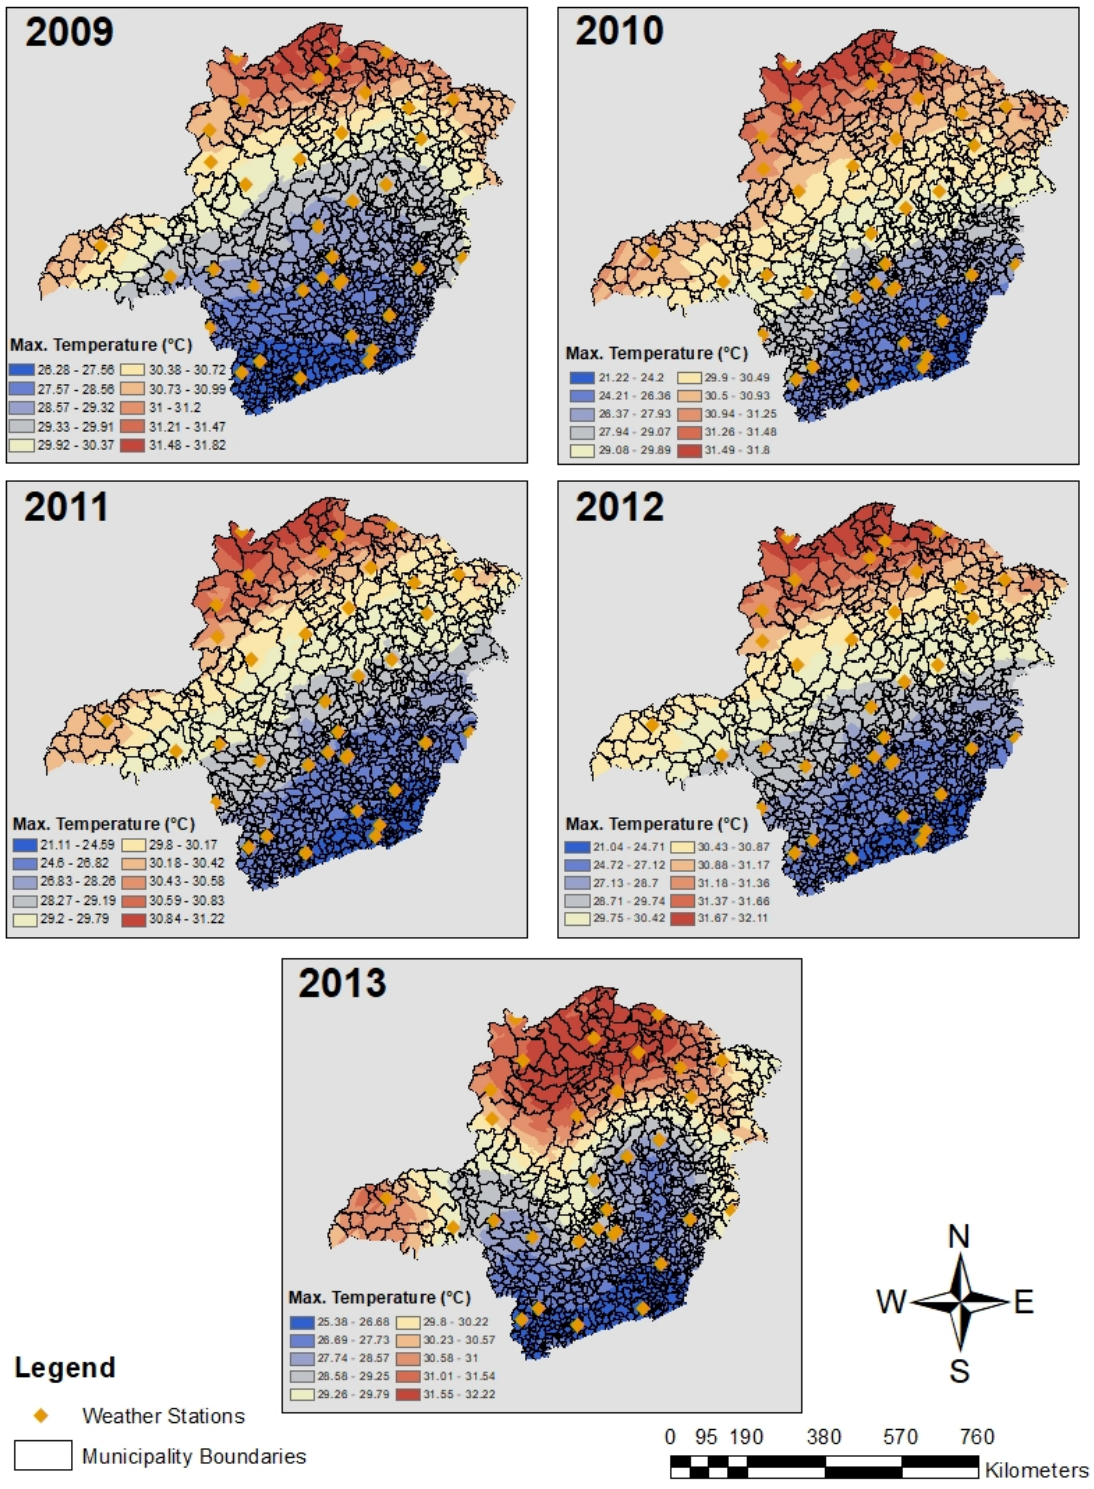 2009
Max. Temperature (°C)
26.28 - 27.56 30.38 - 30.72
27.57 - 28.56 30.73 - 30.99
28.57 - 29.32 31 - 31.2
29.33 - 29.91 31.21 - 31.47
29.92 - 30.37 31.48 - 31.82
2010
Max. Temperature (°C)
21.22 - 24.2 29.9 - 30.49
24.21 - 26.36 30.5 - 30.93
26.37 - 27.93 30.94 - 31.25
27.94 - 29.07 31.26 - 31.48
29.08 - 29.89 31.49 - 31.8
2011
Max. Temperature (°C)
21.11 - 24.59 29.8 - 30.17
24.6 - 26.82 30.18 - 30.42
26.83 - 28.26 30.43 - 30.58
28.27 - 29.19 30.59 - 30.83
29.2 - 29.79 30.84 - 31.22
2012
Max. Temperature (°C)
21.04 - 24.71 30.43 - 30.87
24.72 - 27.12 30.88 - 31.17
27.13 - 28.7 31.18 - 31.36
28.71 - 29.74 31.37 - 31.66
29.75 - 30.42 31.67 - 32.11
2013
Max. Temperature (°C)
25.38 - 26.68 29.8 - 30.22
26.69 - 27.73 30.23 - 30.57
27.74 - 28.57 30.58 - 31
28.58 - 29.25 31.01 - 31.54
29.26 - 29.79 31.55 - 32.22
N
W E
S
Legend
Weather Stations
Municipality Boundaries
0 95 190 380 570 760
Kilometers